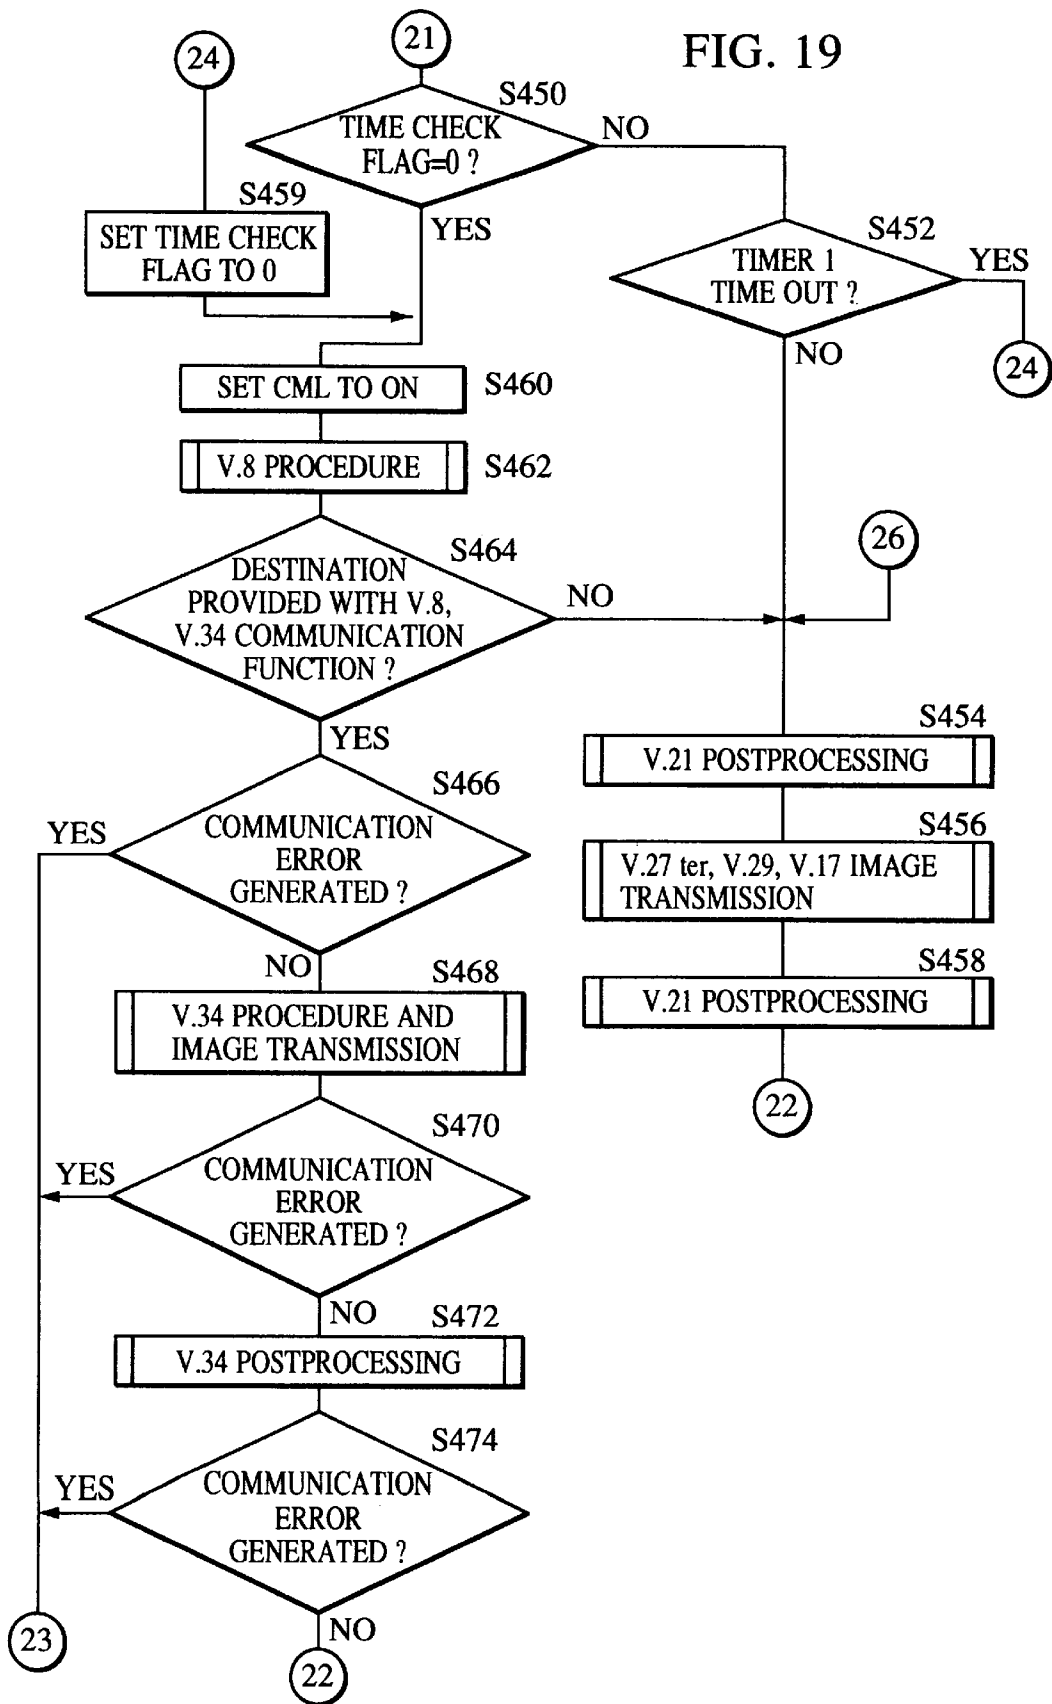 FIG. 19
24
21
S450
TIME CHECK
FLAG=0 ?
NO
YES
S459
SET TIME CHECK
FLAG TO 0
S452
TIMER 1
TIME OUT ?
YES
NO
24
SET CML TO ON
S460
V.8 PROCEDURE
S462
S464
DESTINATION
PROVIDED WITH V.8,
V.34 COMMUNICATION
FUNCTION ?
NO
YES
26
S454
V.21 POSTPROCESSING
S456
V.27 ter, V.29, V.17 IMAGE
TRANSMISSION
S458
V.21 POSTPROCESSING
22
S466
COMMUNICATION
ERROR
GENERATED ?
YES
NO
S468
V.34 PROCEDURE AND
IMAGE TRANSMISSION
S470
COMMUNICATION
ERROR
GENERATED ?
YES
NO
S472
V.34 POSTPROCESSING
S474
COMMUNICATION
ERROR
GENERATED ?
YES
NO
23
22